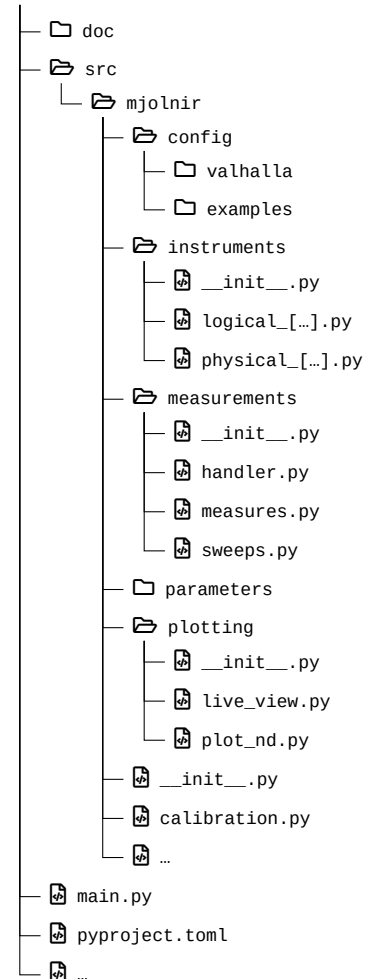 doc
src
mjolnir
config
valhalla
examples
instruments
__init__.py
logical_[…].py
physical_[…].py
measurements
__init__.py
handler.py
measures.py
sweeps.py
parameters
plotting
__init__.py
live_view.py
plot_nd.py
__init__.py
calibration.py
…
main.py
pyproject.toml
…